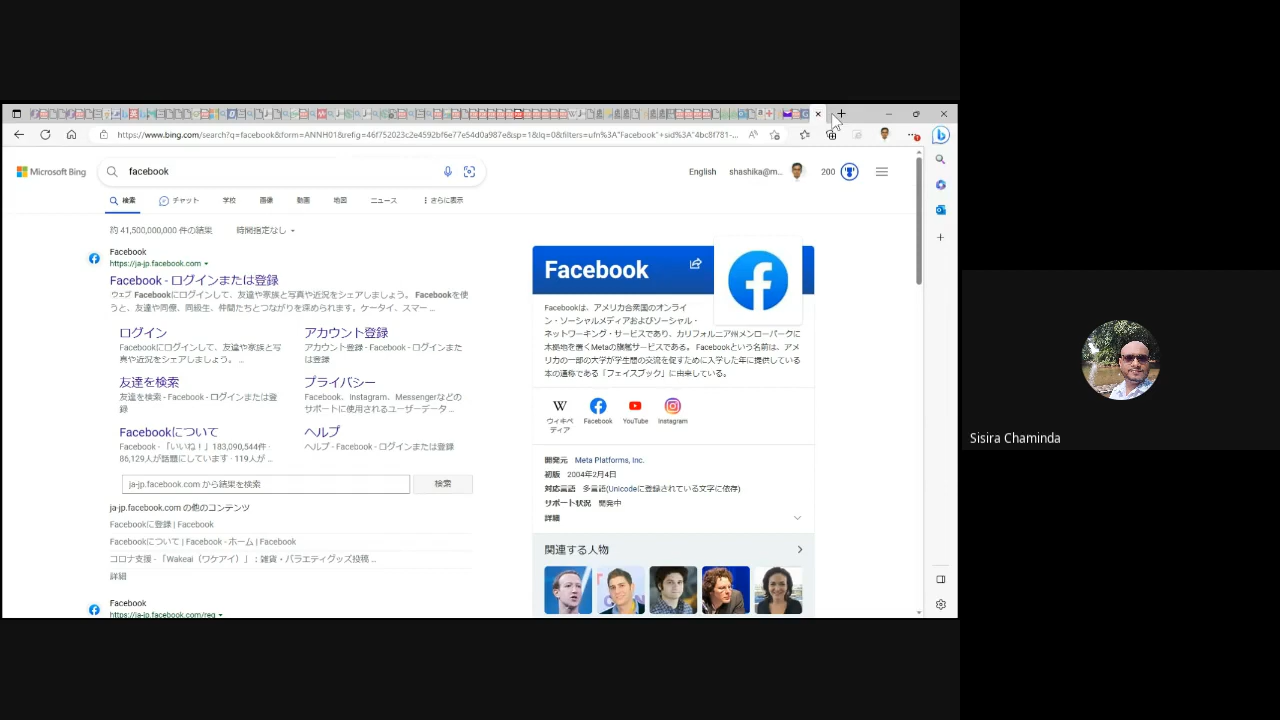 https://www.bing.com/search?q=facebook&form=ANNH01&refig=46f752023c2e4592bf6e77e54d0a987e&sp=1&lq=0&filters=ufn%3A"Facebook"+sid%3A"4bc8f781-...
Microsoft Bing
facebook
English
shashika@m...
200
検索
チャット
学校
画像
動画
地図
ニュース
さらに表示
約 41,500,000,000 件の結果
時間指定なし
Facebook
https://ja-jp.facebook.com
Facebook - ログインまたは登録
ウェブ Facebookにログインして、友達や家族と写真や近況をシェアしましょう。 Facebookを使
うと、友達や同僚、同級生、仲間たちとつながりを深められます。ケータイ、スマー ...
ログイン
Facebookにログインして、友達や家族と写
真や近況をシェアしましょう。 ...
アカウント登録
アカウント登録 - Facebook - ログインまた
は登録
友達を検索
友達を検索 - Facebook - ログインまたは登
録
プライバシー
Facebook、Instagram、Messengerなどの
サポートに使用されるユーザーデータ ...
Facebookについて
Facebook · 「いいね！」183,090,544件 ·
86,129人が話題にしています · 119人が ...
ヘルプ
ヘルプ - Facebook - ログインまたは登録
ja-jp.facebook.com から結果を検索
検索
ja-jp.facebook.com の他のコンテンツ
Facebookに登録 | Facebook
Facebookについて | Facebook - ホーム | Facebook
コロナ支援 - 「Wakeai（ワケアイ）」：雑貨・バラエティグッズ投稿 ...
詳細
Facebook
https://ja-jp.facebook.com/reg
Facebook
Facebookは、アメリカ合衆国のオンライ
ン・ソーシャルメディアおよびソーシャル・
ネットワーキング・サービスであり、カリフォルニア州メンローパークに
本拠地を置くMetaの旗艦サービスである。 Facebookという名前は、アメ
リカの一部の大学が学生間の交流を促すために入学した年に提供している
本の通称である「フェイスブック」に由来している。
ウィキペ
ディア
Facebook
YouTube
Instagram
開発元 Meta Platforms, Inc.
初版 2004年2月4日
対応言語 多言語(Unicodeに登録されている文字に依存)
サポート状況 開発中
詳細
関連する人物
Sisira Chaminda